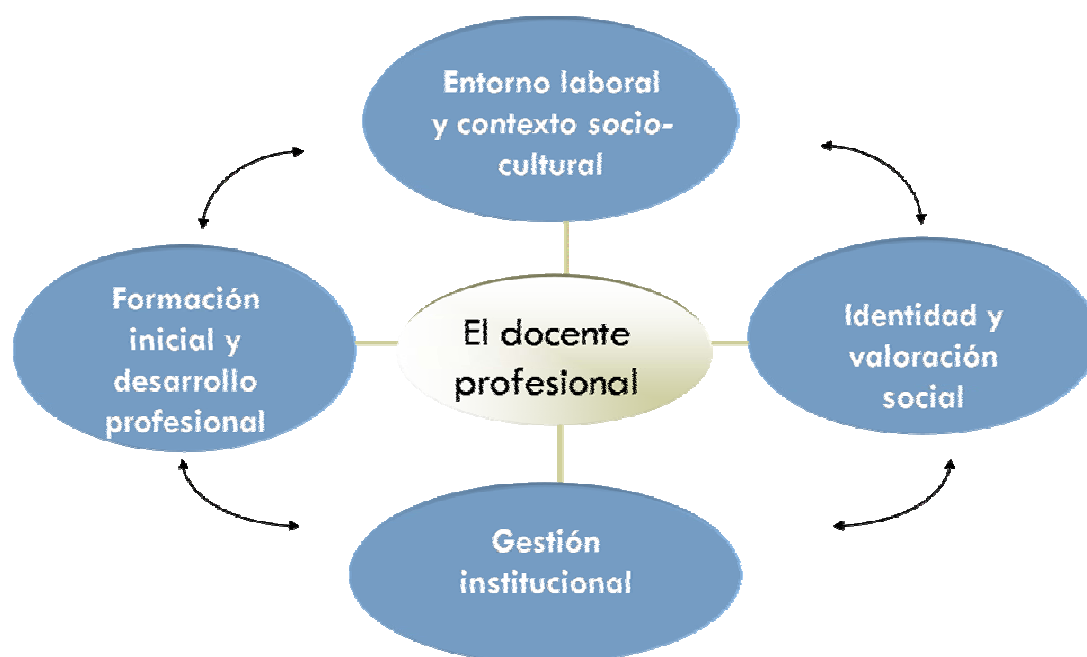 Entorno laboral
y contexto socio-
cultural
Formación
inicial y
desarrollo
profesional
El docente
profesional
Identidad y
valoración
social
Gestión
institucional